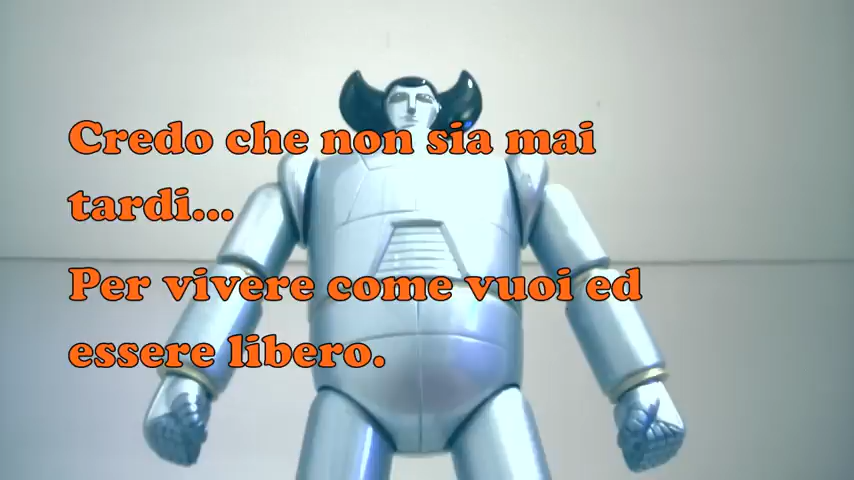 Credo che non sia mai
tardi...
Per vivere come vuoi ed
essere libero.